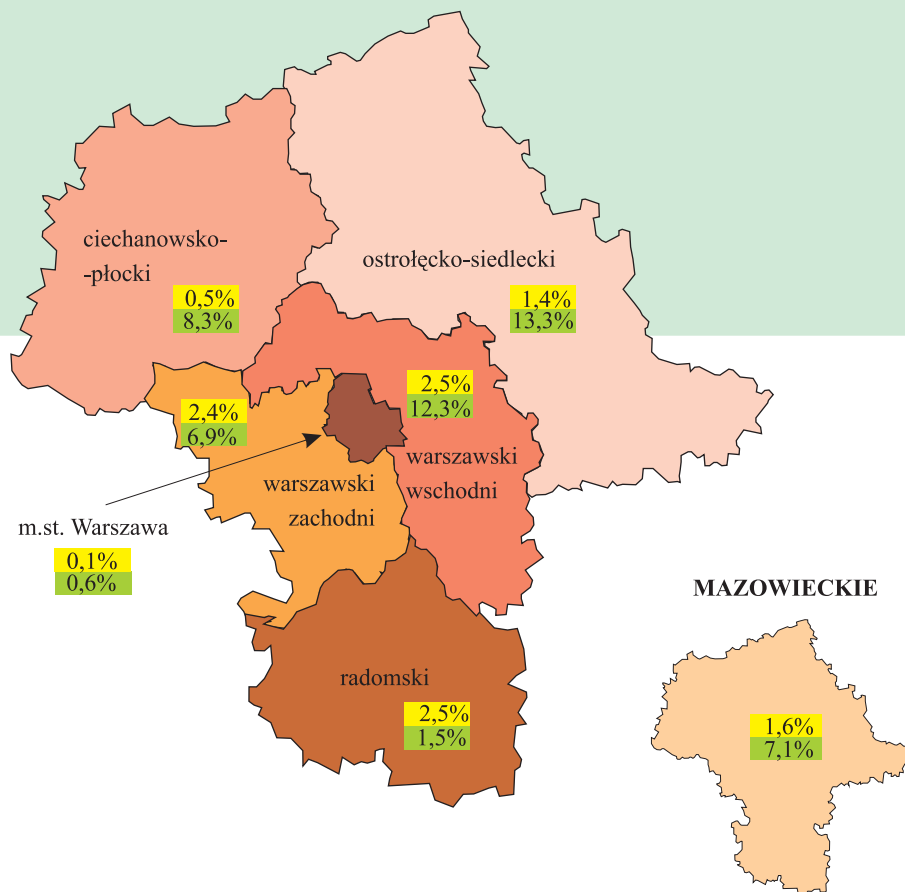 ciechanowsko-
-płocki
0,5%
8,3%
ostrołęcko-siedlecki
1,4%
13,3%
2,4%
6,9%
2,5%
12,3%
warszawski
wschodni
warszawski
zachodni
m.st. Warszawa
0,1%
0,6%
radomski
2,5%
1,5%
MAZOWIECKIE
1,6%
7,1%